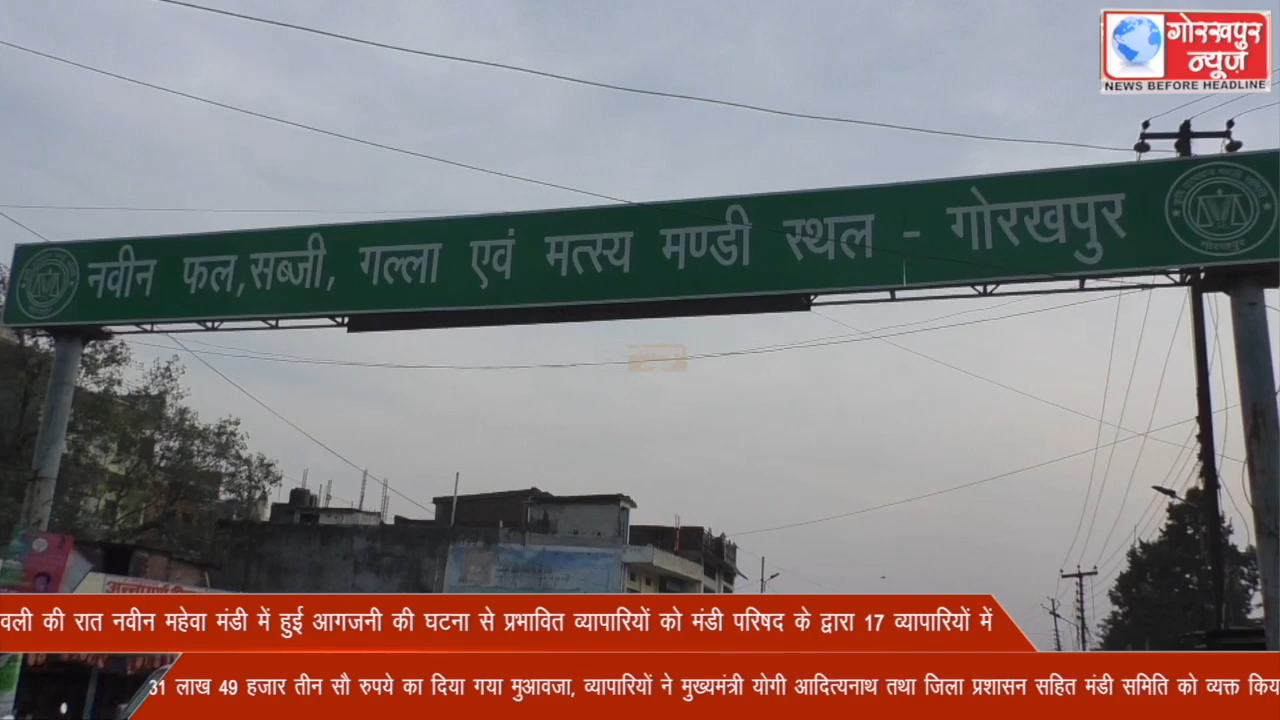 गोरखपुर
न्यूज़
NEWS BEFORE HEADLINE
नवीन फल,सब्जी, गल्ला एवं मत्स्य मण्डी स्थल - गोरखपुर
गोरखपुर
वली की रात नवीन महेवा मंडी में हुई आगजनी की घटना से प्रभावित व्यापारियों को मंडी परिषद के द्वारा 17 व्यापारियों में
31 लाख 49 हजार तीन सौ रुपये का दिया गया मुआवजा, व्यापारियों ने मुख्यमंत्री योगी आदित्यनाथ तथा जिला प्रशासन सहित मंडी समिति को व्यक्त किय